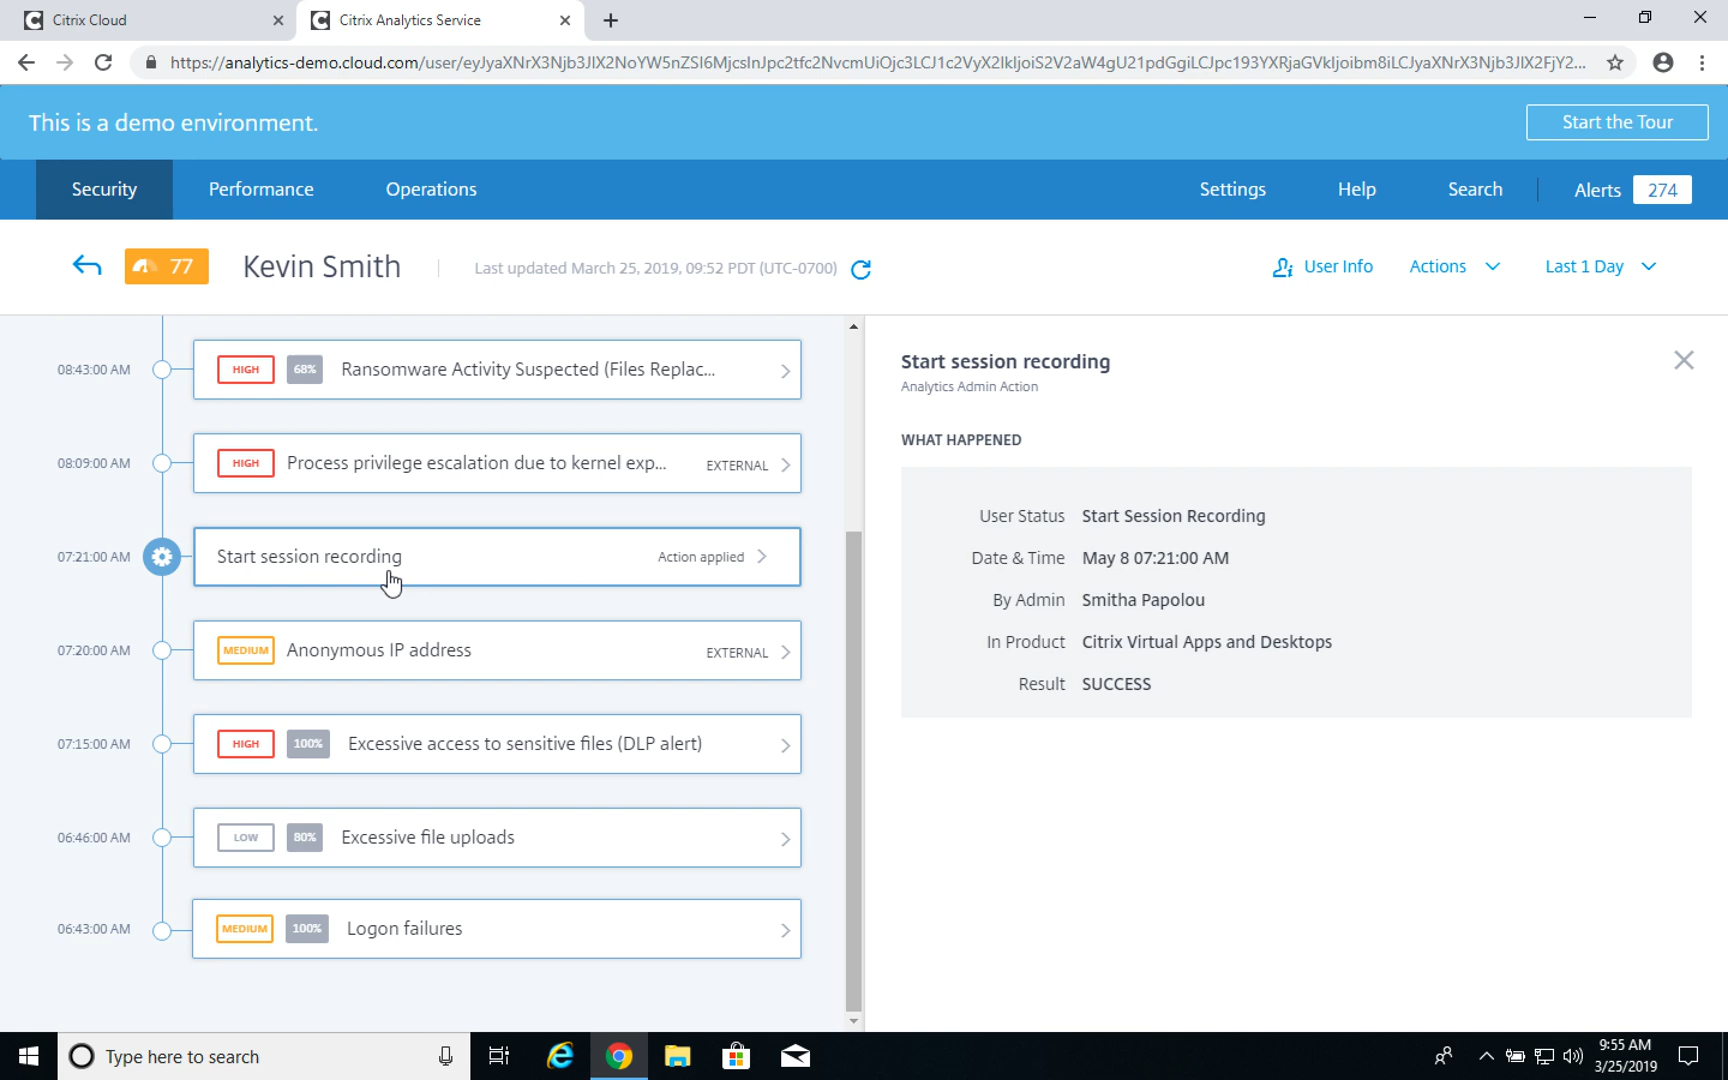 Citrix Cloud
Citrix Analytics Service
This is a demo environment.
Start the Tour
Security Performance Operations Settings Help Search Alerts 274
77 Kevin Smith Last updated March 25, 2019, 09:52 PDT (UTC-0700) User Info Actions Last 1 Day
08:43:00 AM HIGH 68% Ransomware Activity Suspected (Files Replac...
08:09:00 AM HIGH Process privilege escalation due to kernel exp... EXTERNAL
07:21:00 AM Start session recording Action applied
07:20:00 AM MEDIUM Anonymous IP address EXTERNAL
07:15:00 AM HIGH 100% Excessive access to sensitive files (DLP alert)
06:46:00 AM LOW 80% Excessive file uploads
06:43:00 AM MEDIUM 100% Logon failures
Start session recording
Analytics Admin Action
WHAT HAPPENED
User Status Start Session Recording
Date & Time May 8 07:21:00 AM
By Admin Smitha Papolou
In Product Citrix Virtual Apps and Desktops
Result SUCCESS
Type here to search
9:55 AM
3/25/2019